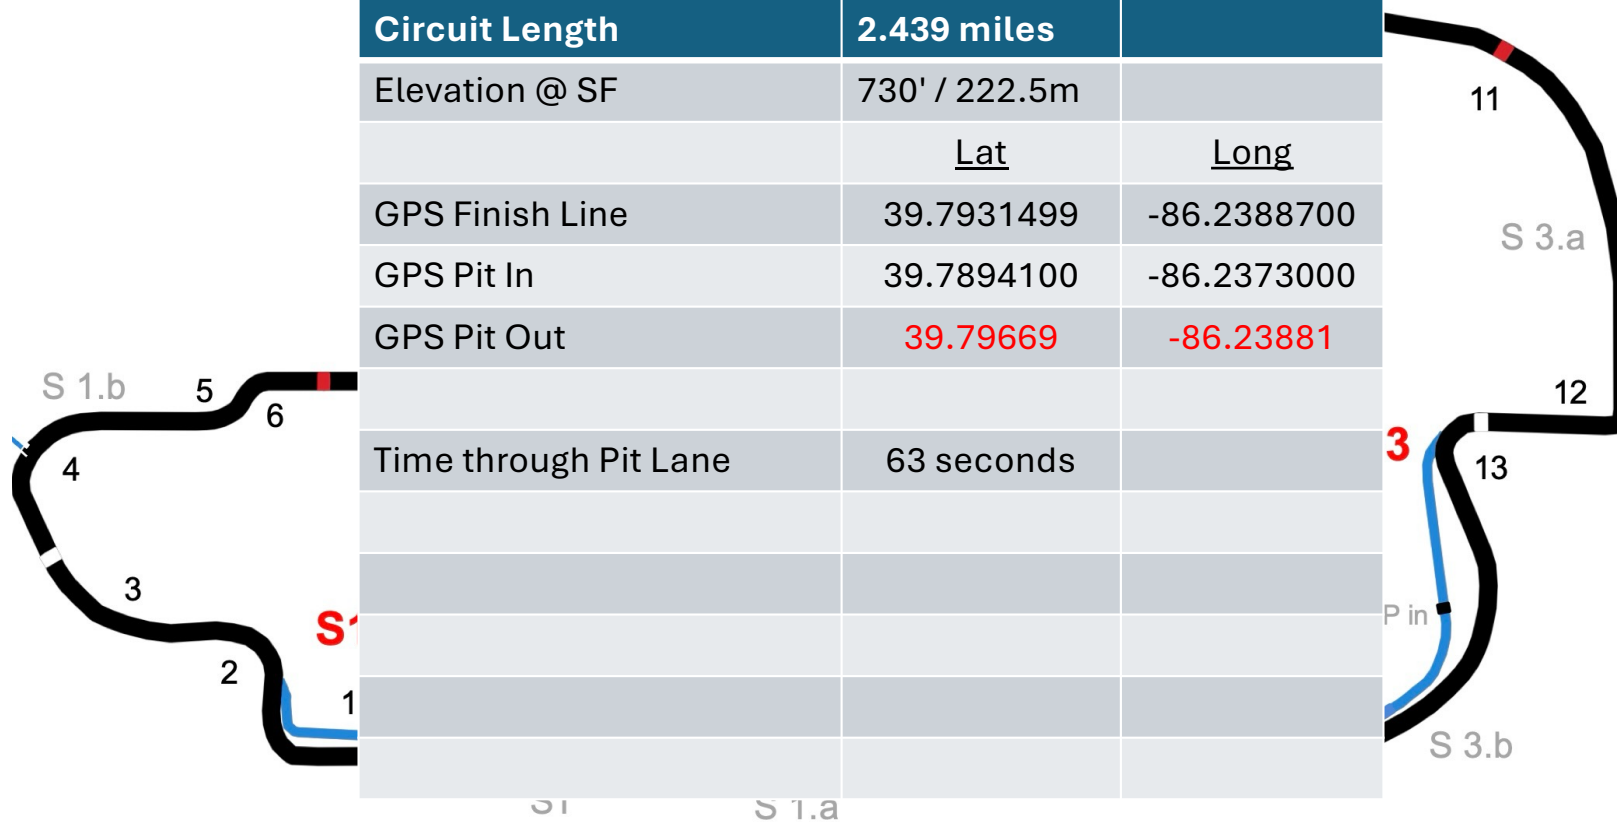 Circuit Length 2.439 miles
Elevation @ SF 730' / 222.5m
Lat Long
GPS Finish Line 39.7931499 -86.2388700
GPS Pit In 39.7894100 -86.2373000
GPS Pit Out 39.79669 -86.23881
Time through Pit Lane 63 seconds
11
S 3.a
12
3
13
P in
S 3.b
S 1.b
5
6
4
3
S1
2
1
S1
S 1.a